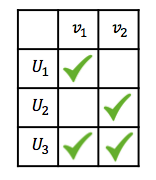 v₁ v₂
U₁ ✓
U₂ ✓
U₃ ✓ ✓